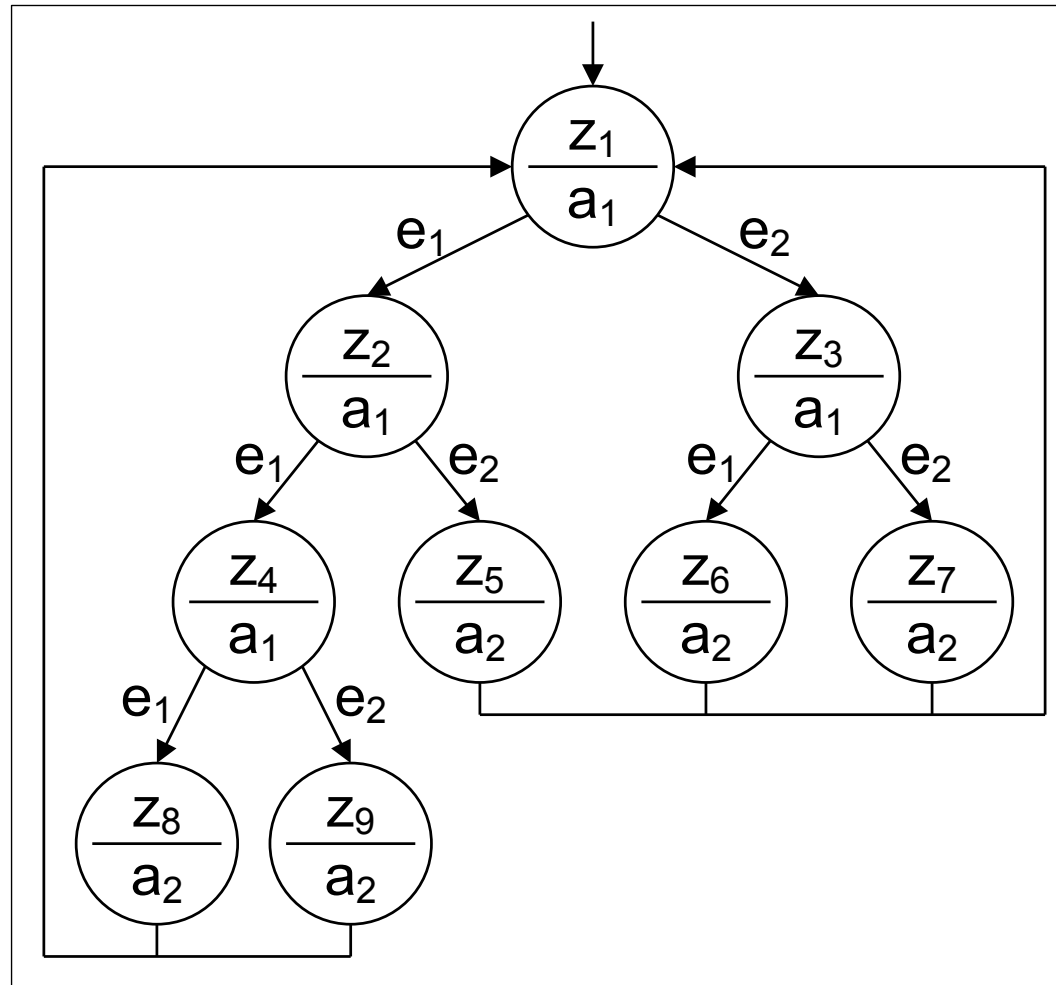 z₁
a₁
e₁
e₂
z₂
a₁
z₃
a₁
e₁
e₂
e₁
e₂
z₄
a₁
z₅
a₂
z₆
a₂
z₇
a₂
e₁
e₂
z₈
a₂
z₉
a₂